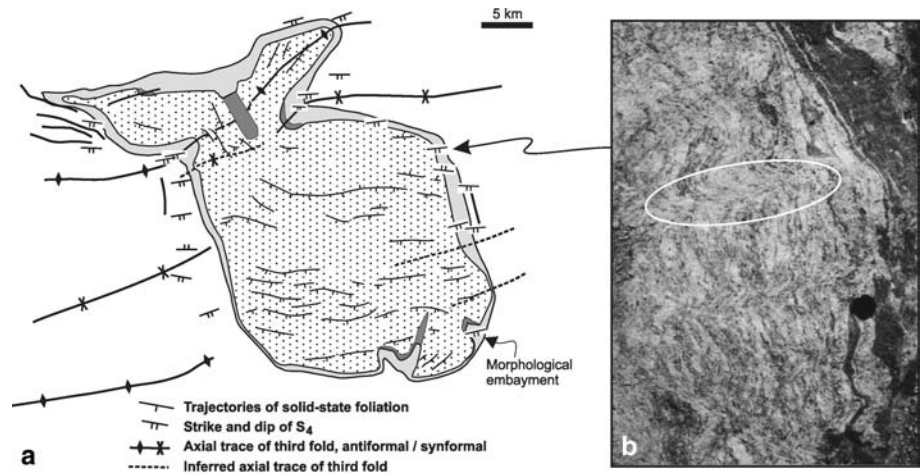 5 km
Morphological
embayment
Trajectories of solid-state foliation
Strike and dip of S4
Axial trace of third fold, antiformal / synformal
Inferred axial trace of third fold
a
b